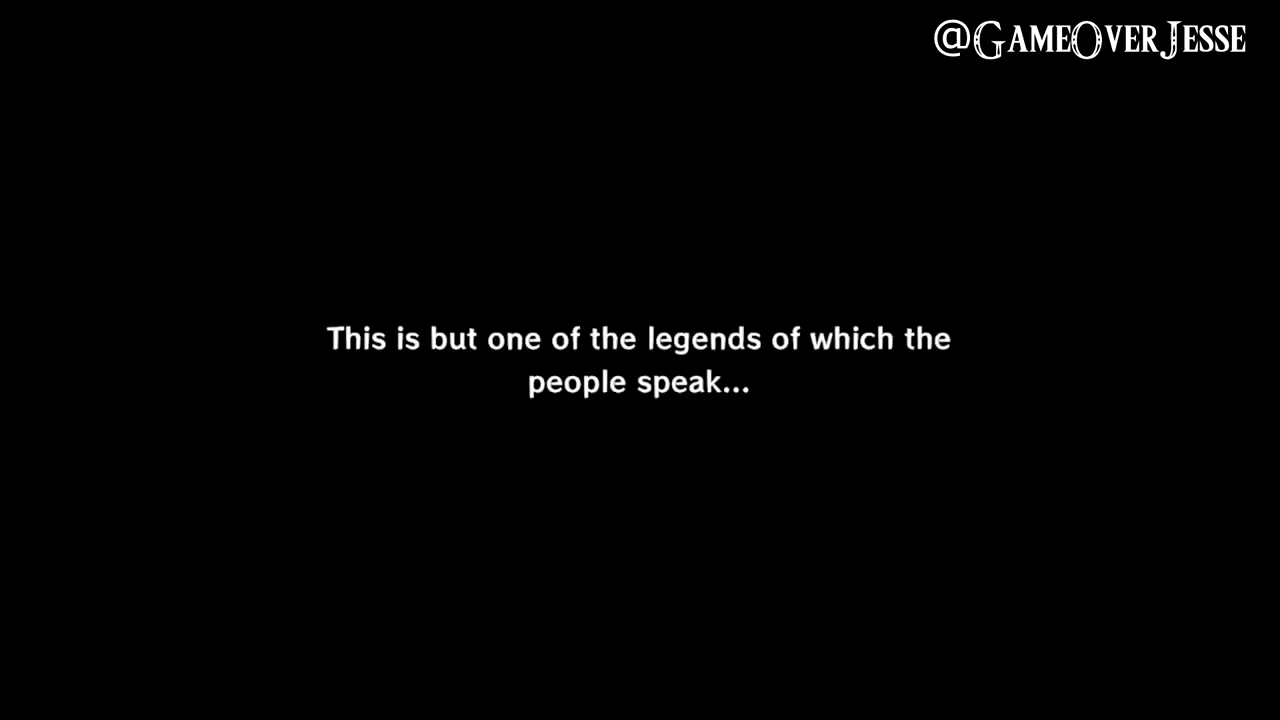 @GameOverJesse
This is but one of the legends of which the
people speak...